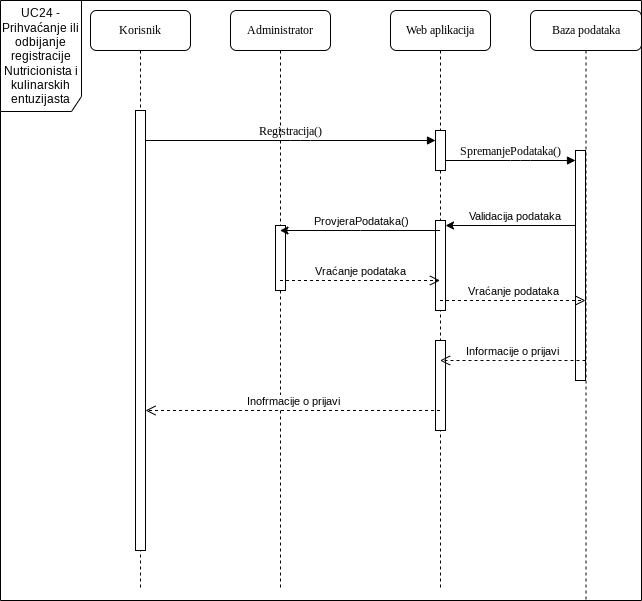 UC24 -
Prihvaćanje ili
odbijanje
registracije
Nutricionista i
kulinarskih
entuzijasta
Korisnik
Administrator
Web aplikacija
Baza podataka
Registracija()
SpremanjePodataka()
Validacija podataka
ProvjeraPodataka()
Vraćanje podataka
Vraćanje podataka
Informacije o prijavi
Inofrmacije o prijavi